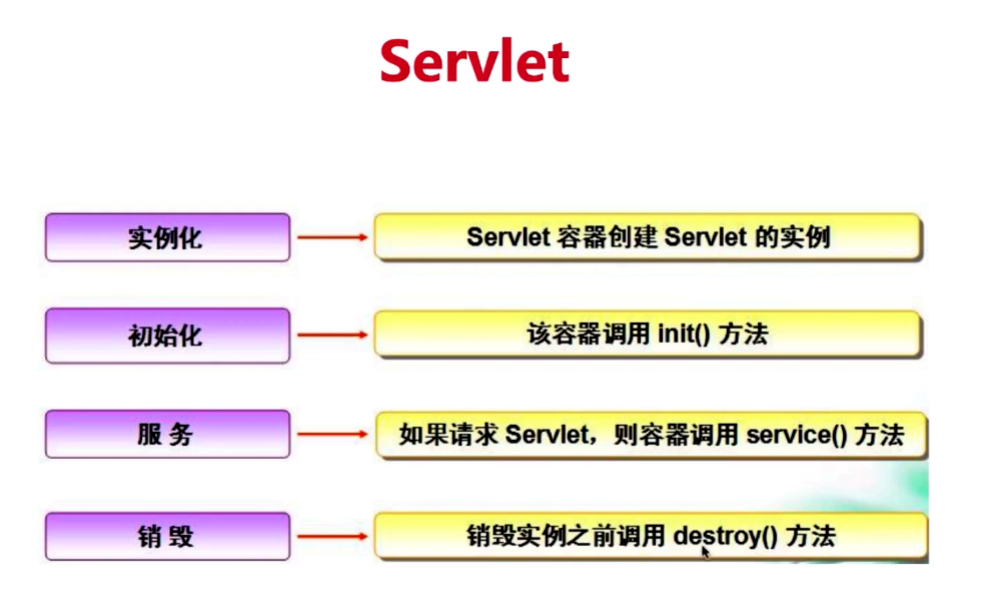 Servlet
实例化
Servlet 容器创建 Servlet 的实例
初始化
该容器调用 init() 方法
服 务
如果请求 Servlet，则容器调用 service() 方法
销 毁
销毁实例之前调用 destroy() 方法